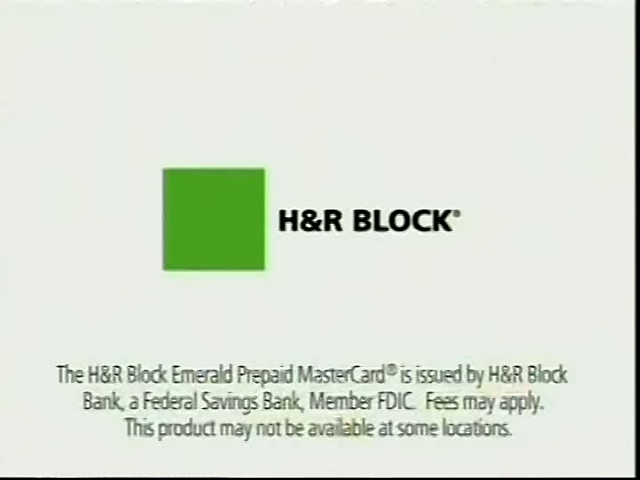 H&R BLOCK®
The H&R Block Emerald Prepaid MasterCard® is issued by H&R Block
Bank, a Federal Savings Bank, Member FDIC. Fees may apply.
This product may not be available at some locations.